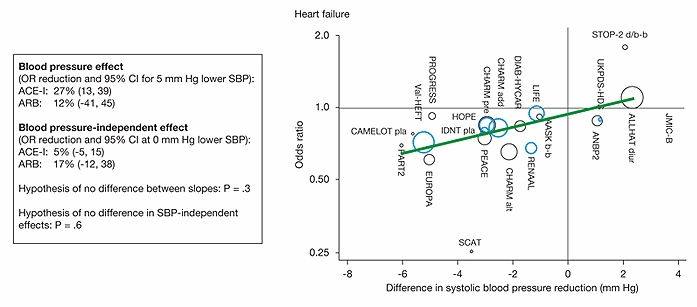 Heart failure
Blood pressure effect
(OR reduction and 95% CI for 5 mm Hg lower SBP):
ACE-I: 27% (13, 39)
ARB: 12% (-41, 45)
Blood pressure-independent effect
(OR reduction and 95% CI at 0 mm Hg lower SBP):
ACE-I: 5% (-5, 15)
ARB: 17% (-12, 38)
Hypothesis of no difference between slopes: P = .3
Hypothesis of no difference in SBP-independent
effects: P = .6
Odds ratio
2.0
1.0
0.50
0.25
STOP-2 d/b-b
PROGRESS
Val-HEFT
CHARM pre
CHARM add
DIAB-HYCAR
LIFE
UKPDS-HDS
HOPE
IDNT pla
CAMELOT pla
PART2
EUROPA
PEACE
CHARM alt
RENAAL
AASK b-b
ANBP2
ALLHAT diur
JMIC-B
SCAT
-8
-6
-4
-2
0
2
4
Difference in systolic blood pressure reduction (mm Hg)